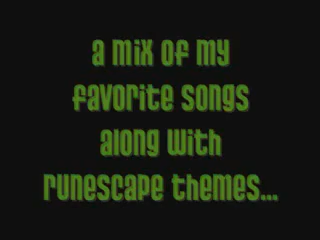 a mix of my
favorite songs
along with
runescape themes...